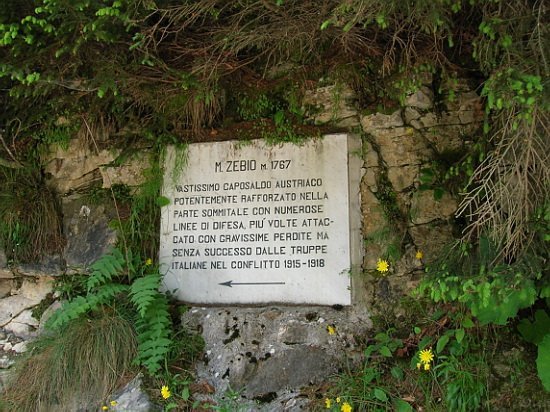 M. ZEBIO M. 1767
VASTISSIMO CAPOSALDO AUSTRIACO
POTENTEMENTE RAFFORZATO NELLA
PARTE SOMMITALE CON NUMEROSE
LINEE DI DIFESA, PIU' VOLTE ATTAC-
CATO CON GRAVISSIME PERDITE MA
SENZA SUCCESSO DALLE TRUPPE
ITALIANE NEL CONFLITTO 1915-1918